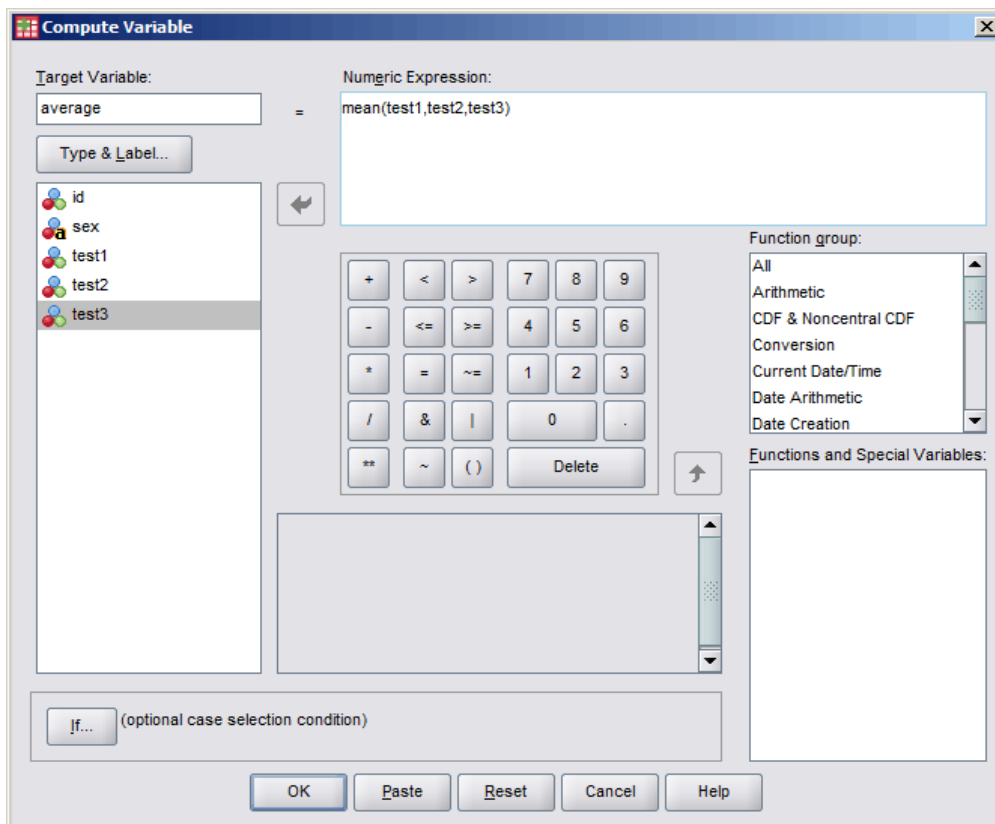 Compute Variable
Target Variable:
average
=
Numeric Expression:
mean(test1,test2,test3)
Type & Label...
id
a sex
test1
test2
test3
+ < > 7 8 9
- <= >= 4 5 6
* = ~= 1 2 3
/ & | 0 .
** ~ ( ) Delete
Function group:
All
Arithmetic
CDF & Noncentral CDF
Conversion
Current Date/Time
Date Arithmetic
Date Creation
Functions and Special Variables:
If... (optional case selection condition)
OK Paste Reset Cancel Help